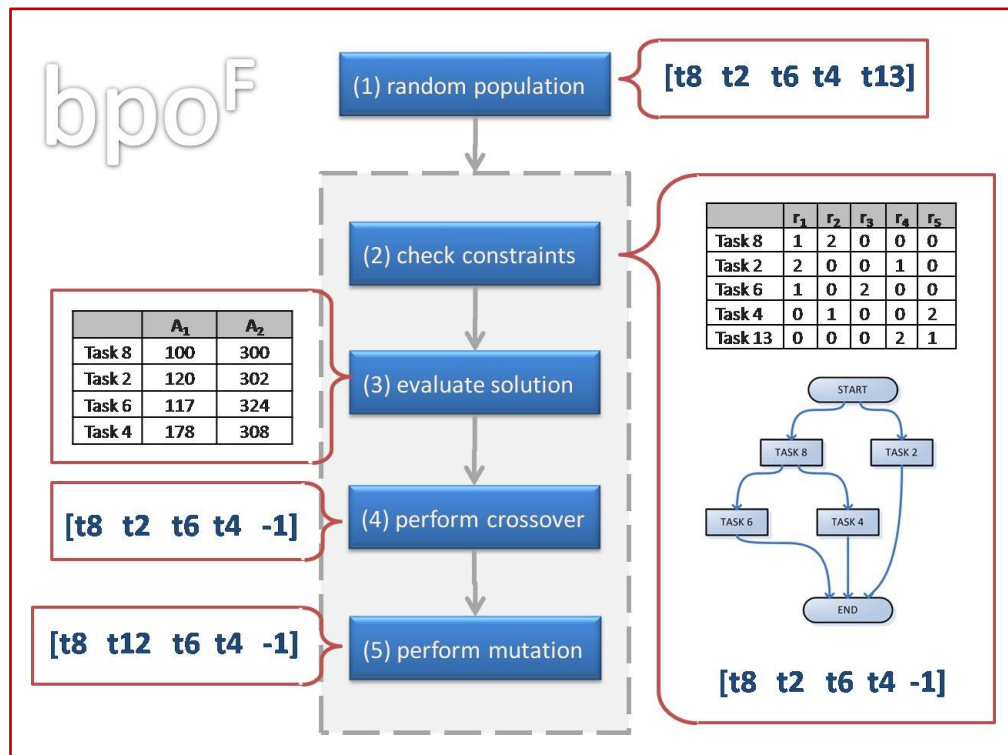 bpoF
(1) random population
[t8 t2 t6 t4 t13]
(2) check constraints
r1 r2 r3 r4 r5
Task 8 1 2 0 0 0
Task 2 2 0 0 1 0
Task 6 1 0 2 0 0
Task 4 0 1 0 0 2
Task 13 0 0 0 2 1
START
TASK 8 TASK 2
TASK 6 TASK 4
END
[t8 t2 t6 t4 -1]
A1 A2
Task 8 100 300
Task 2 120 302
Task 6 117 324
Task 4 178 308
(3) evaluate solution
[t8 t2 t6 t4 -1]
(4) perform crossover
[t8 t12 t6 t4 -1]
(5) perform mutation